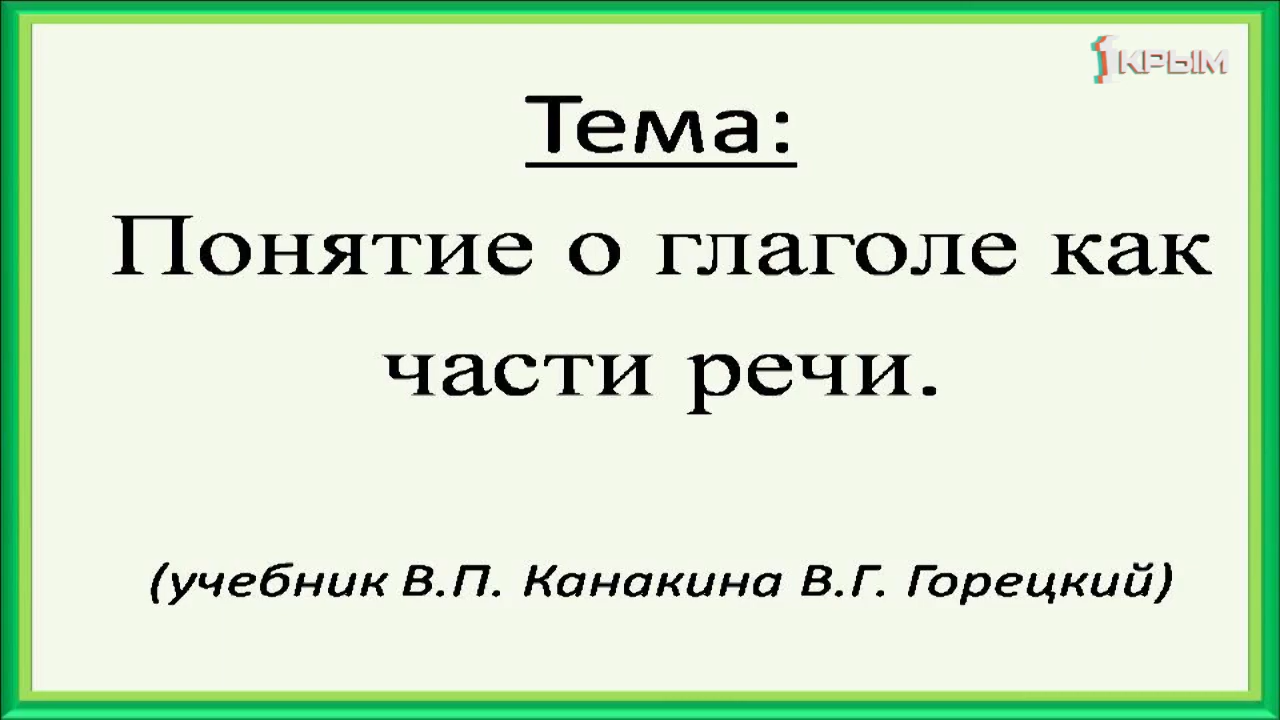 1КРЫМ
Тема:
Понятие о глаголе как
части речи.
(учебник В.П. Канакина В.Г. Горецкий)